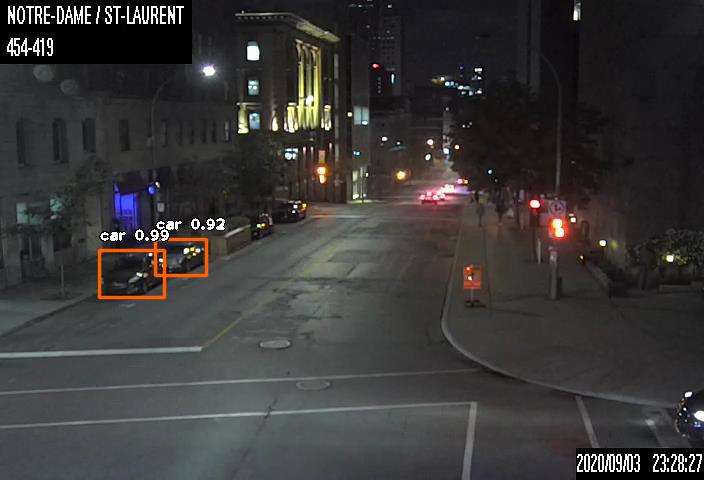 NOTRE-DAME / ST-LAURENT
454-419
car 0.92
car 0.99
2020/09/03 23:28:27